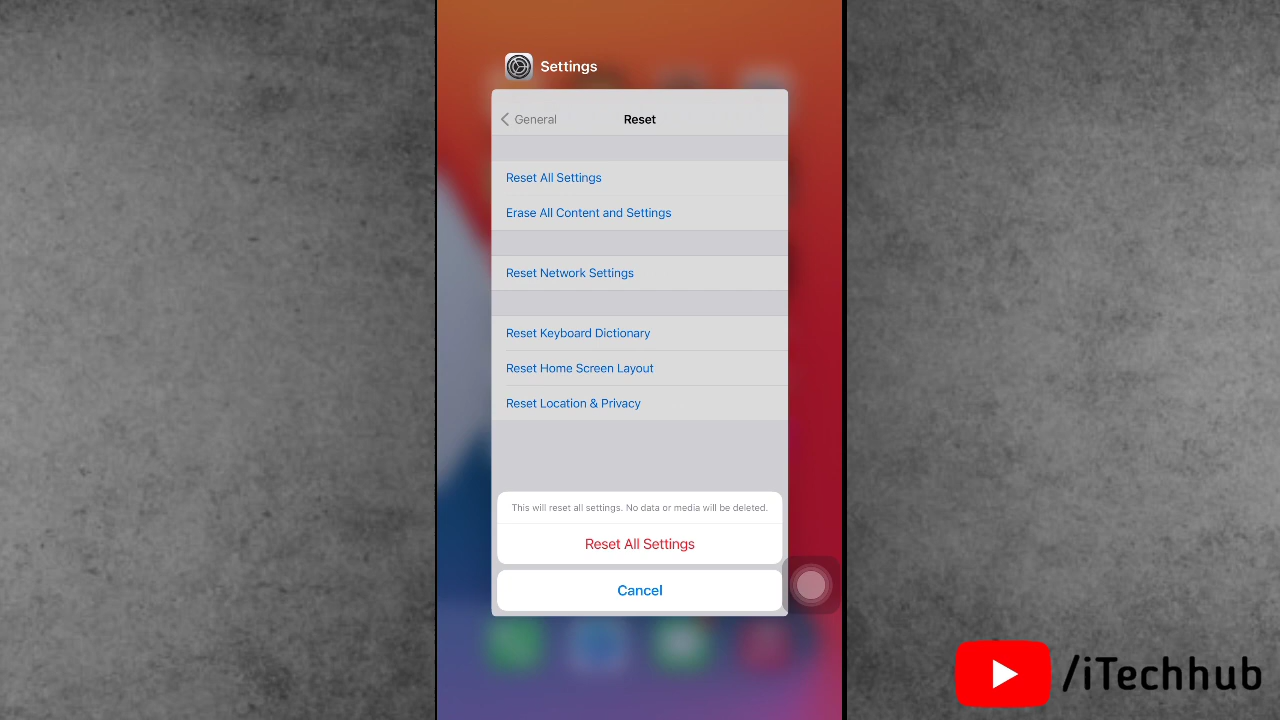 Settings
General
Reset
Reset All Settings
Erase All Content and Settings
Reset Network Settings
Reset Keyboard Dictionary
Reset Home Screen Layout
Reset Location & Privacy
This will reset all settings. No data or media will be deleted.
Reset All Settings
Cancel
/iTechhub